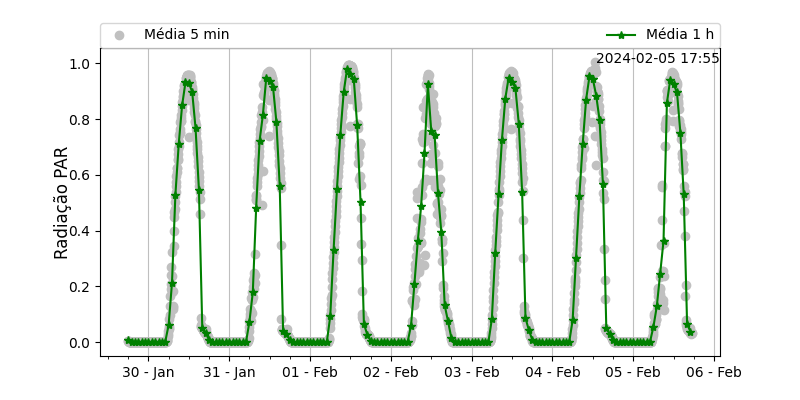 Média 5 min
Média 1 h
2024-02-05 17:55
Radiação PAR
1.0
0.8
0.6
0.4
0.2
0.0
30 - Jan
31 - Jan
01 - Feb
02 - Feb
03 - Feb
04 - Feb
05 - Feb
06 - Feb